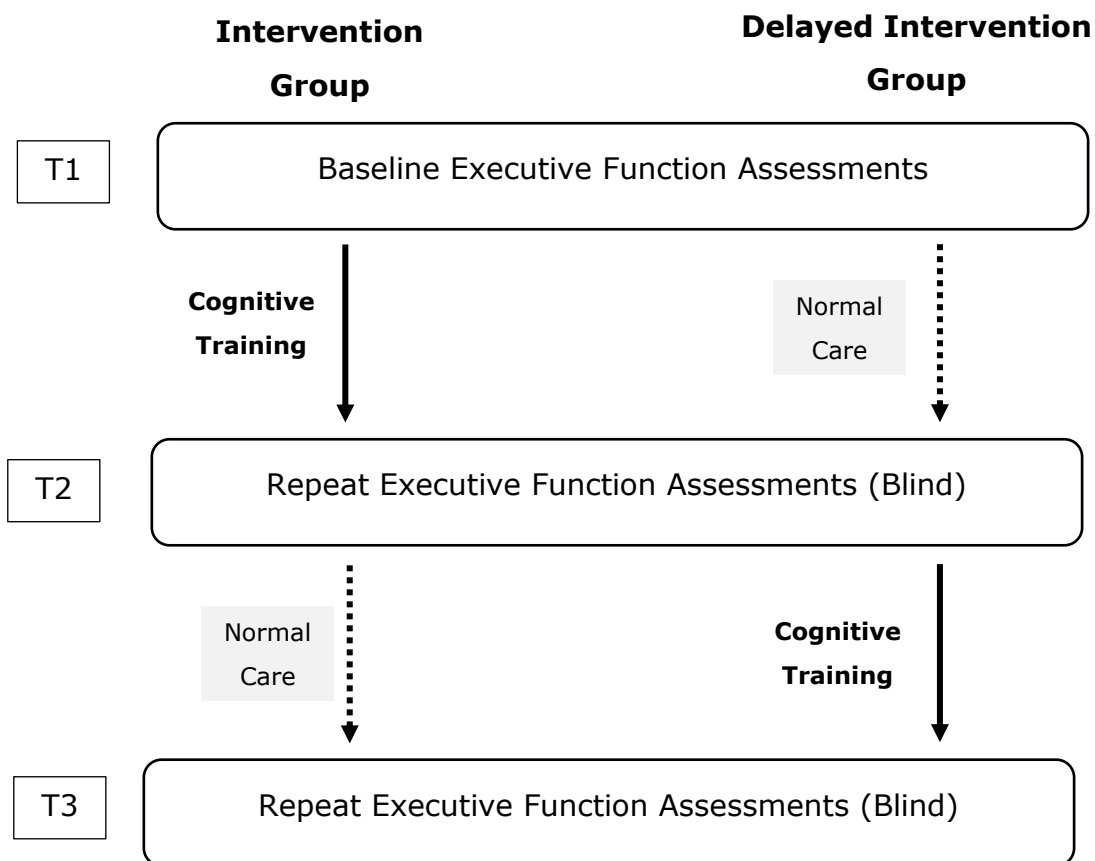 Intervention
Group
Delayed Intervention
Group
T1
Baseline Executive Function Assessments
Cognitive
Training
Normal
Care
T2
Repeat Executive Function Assessments (Blind)
Normal
Care
Cognitive
Training
T3
Repeat Executive Function Assessments (Blind)